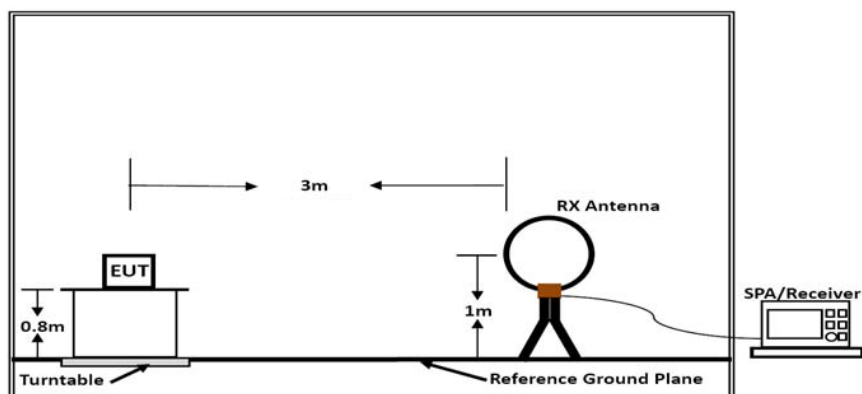 3m
RX Antenna
EUT
SPA/Receiver
0.8m
1m
Turntable
Reference Ground Plane